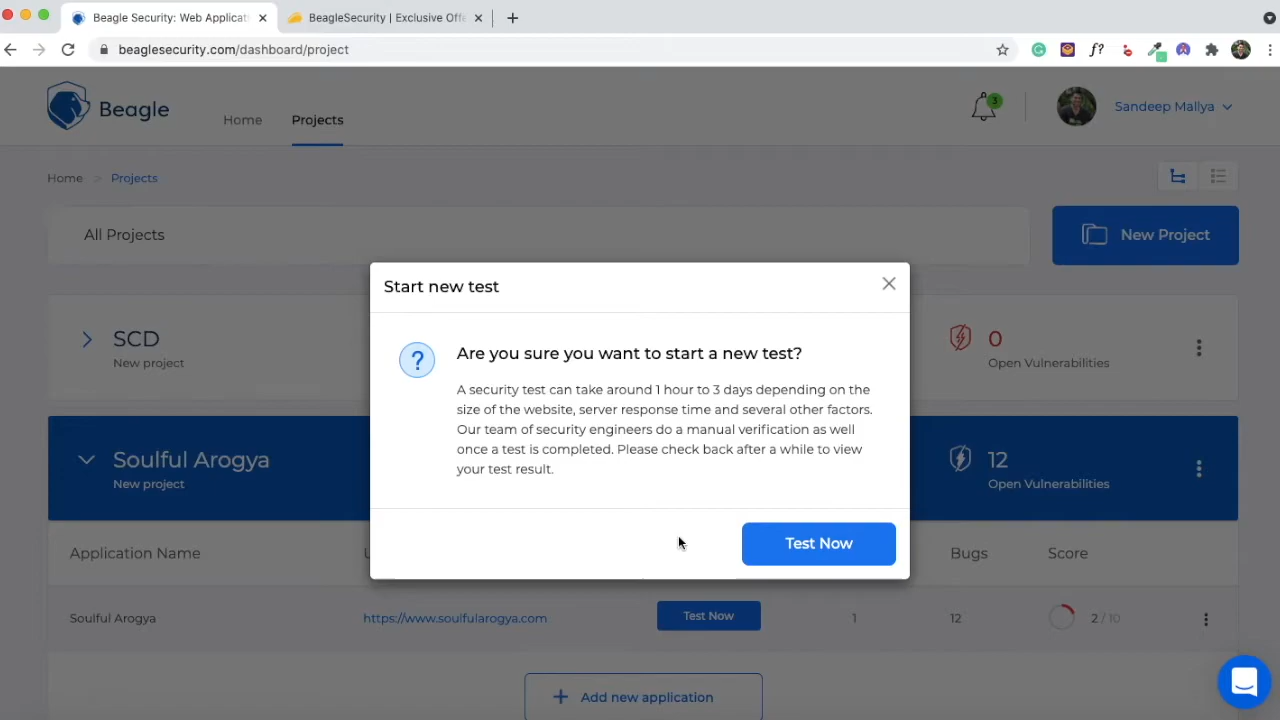 Beagle Security: Web Applicat
BeagleSecurity | Exclusive Offe
beaglesecurity.com/dashboard/project
f?
Beagle
Home
Projects
3
Sandeep Mallya
Home > Projects
All Projects
New Project
SCD
New project
0
Open Vulnerabilities
Start new test
?
Are you sure you want to start a new test?
A security test can take around 1 hour to 3 days depending on the
size of the website, server response time and several other factors.
Our team of security engineers do a manual verification as well
once a test is completed. Please check back after a while to view
your test result.
Test Now
Soulful Arogya
New project
12
Open Vulnerabilities
Application Name
U
Bugs
Score
Soulful Arogya
https://www.soulfularogya.com
Test Now
1
12
2 / 10
+ Add new application